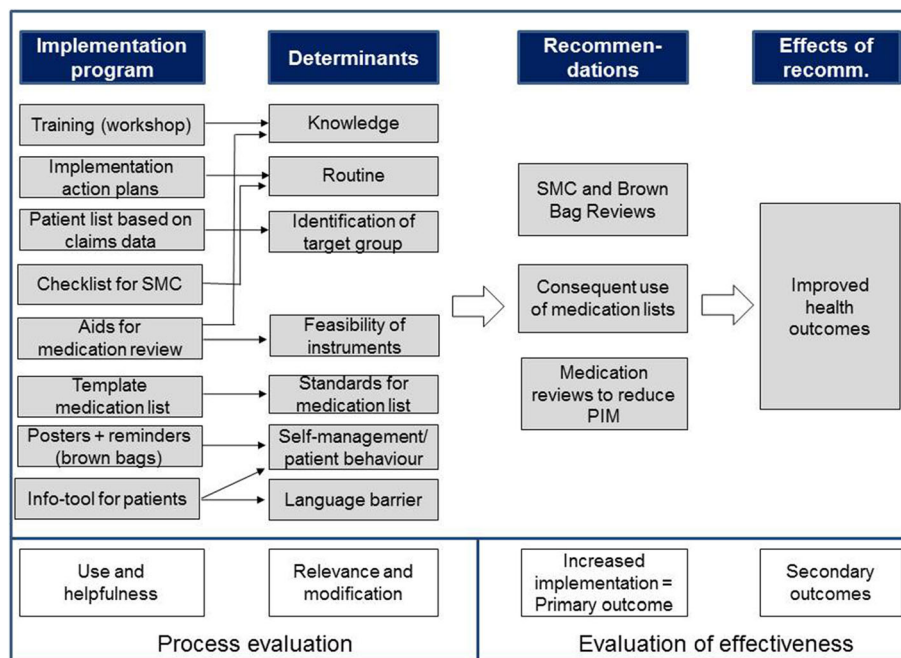 Implementation
program
Determinants
Recommen-
dations
Effects of
recomm.
Training (workshop)
Implementation
action plans
Patient list based on
claims data
Checklist for SMC
Aids for
medication review
Template
medication list
Posters + reminders
(brown bags)
Info-tool for patients
Knowledge
Routine
Identification of
target group
Feasibility of
instruments
Standards for
medication list
Self-management/
patient behaviour
Language barrier
SMC and Brown
Bag Reviews
Consequent use
of medication lists
Medication
reviews to reduce
PIM
Improved
health
outcomes
Use and
helpfulness
Relevance and
modification
Process evaluation
Increased
implementation =
Primary outcome
Secondary
outcomes
Evaluation of effectiveness